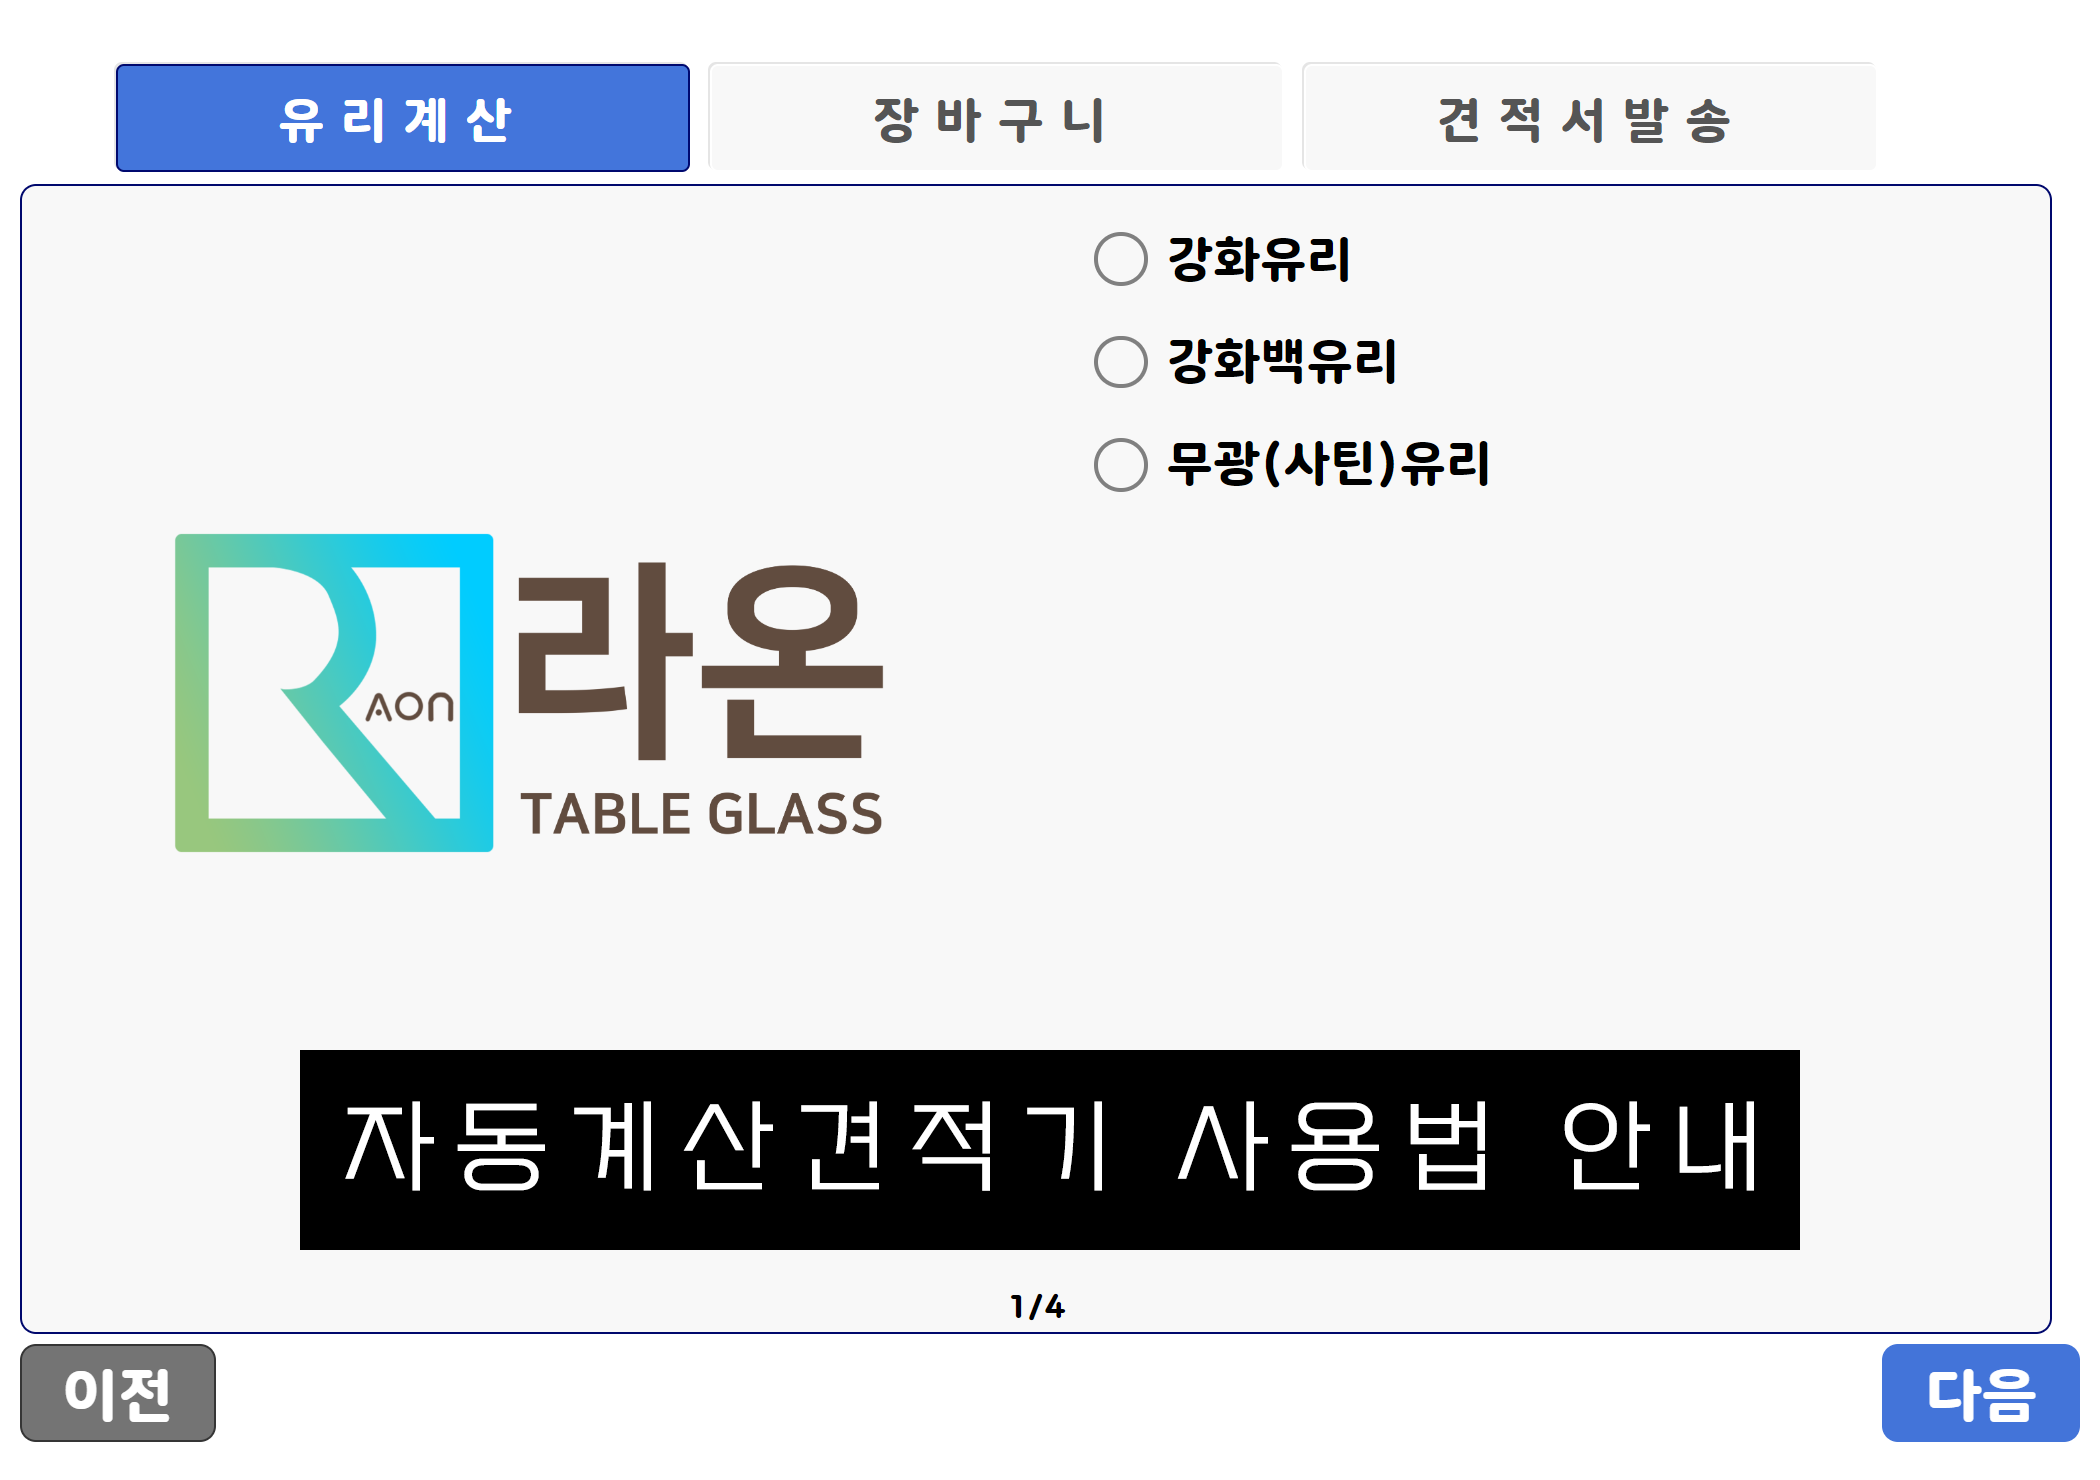 유리계산
장바구니
견적서발송
강화유리
강화백유리
무광(사틴)유리
RAON
라온
TABLE GLASS
자동계산견적기 사용법 안내
1/4
이전
다음